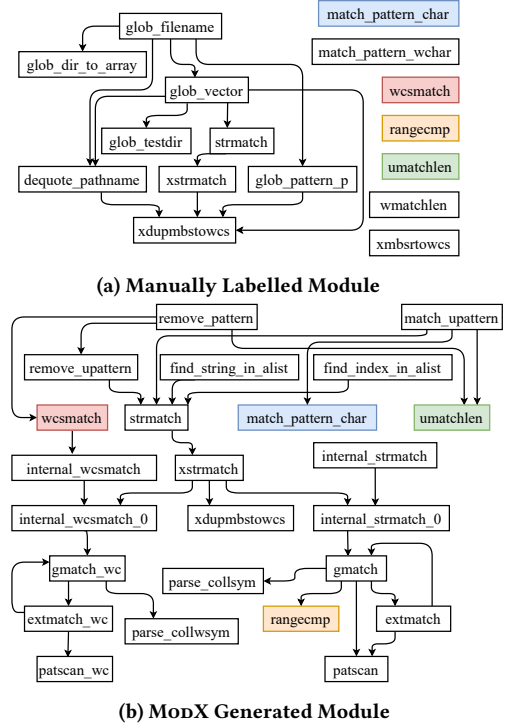 glob_filename
match_pattern_char
glob_dir_to_array
match_pattern_wchar
glob_vector
wcsmatch
glob_testdir
strmatch
rangecmp
dequote_pathname
xstrmatch
glob_pattern_p
umatchlen
wmatchlen
xdupmbstowcs
xmbsrtowcs
(a) Manually Labelled Module
remove_pattern
match_upattern
remove_upattern
find_string_in_alist
find_index_in_alist
wcsmatch
strmatch
match_pattern_char
umatchlen
internal_wcsmatch
xstrmatch
internal_strmatch
internal_wcsmatch_0
xdupmbstowcs
internal_strmatch_0
gmatch_wc
parse_collsym
gmatch
extmatch_wc
parse_collwsym
rangecmp
extmatch
patscan_wc
patscan
(b) MODX Generated Module